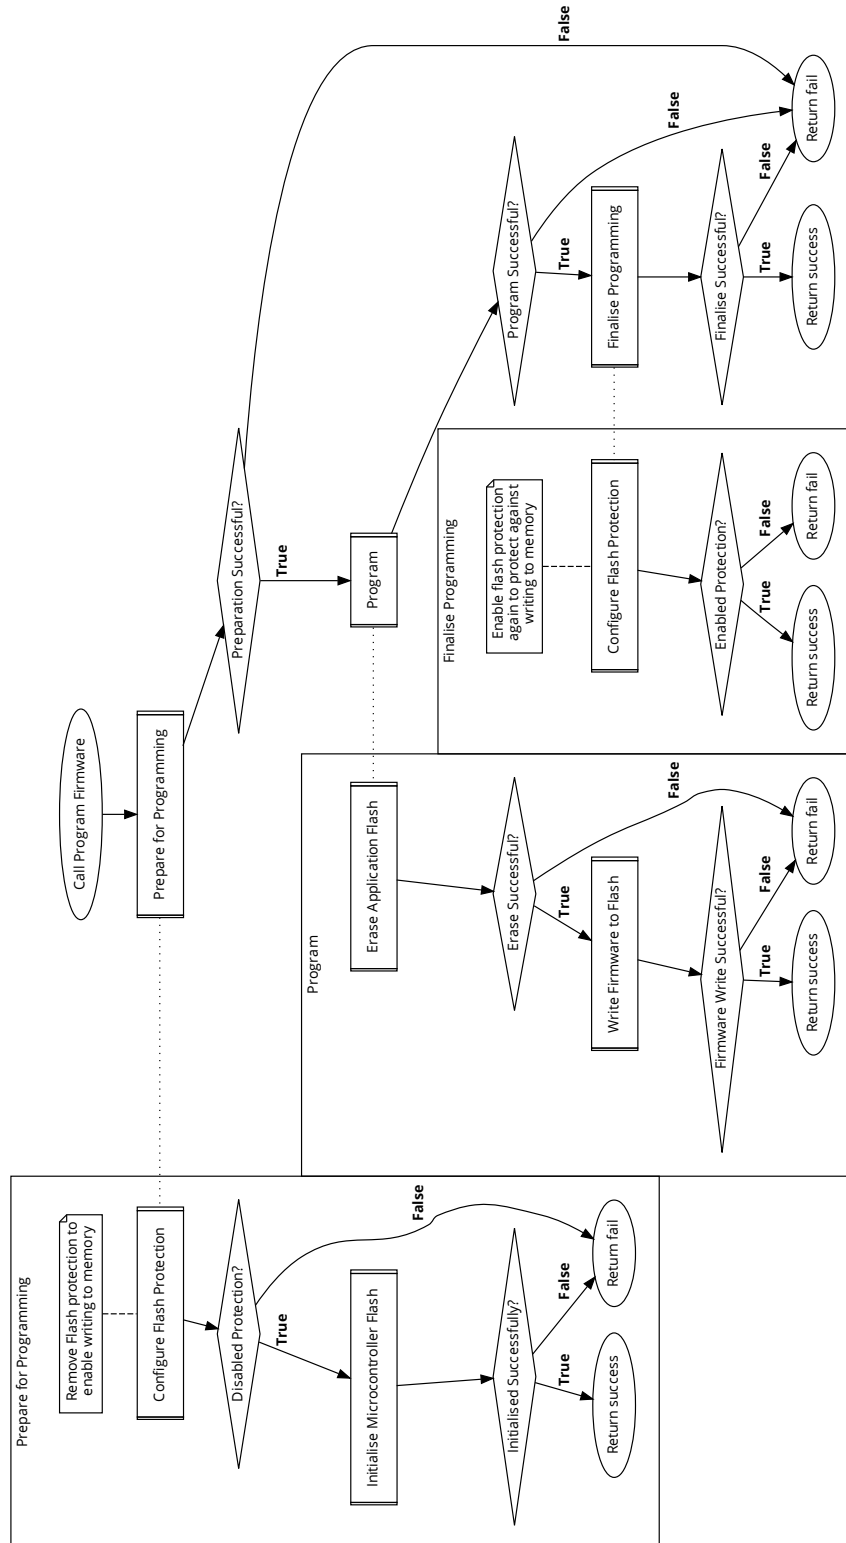 Call Program Firmware
Prepare for Programming
Preparation Successful?
True
False
Program
Program Successful?
True
False
Finalise Programming
Finalise Successful?
True
False
Return success
Return fail
Prepare for Programming
Remove Flash protection to
enable writing to memory
Configure Flash Protection
Disabled Protection?
True
False
Initialise Microcontroller Flash
Initialised Successfully?
True
False
Return success
Return fail
Program
Erase Application Flash
Erase Successful?
True
False
Write Firmware to Flash
Firmware Write Successful?
True
False
Return success
Return fail
Finalise Programming
Enable flash protection
again to protect against
writing to memory
Configure Flash Protection
Enabled Protection?
True
False
Return success
Return fail